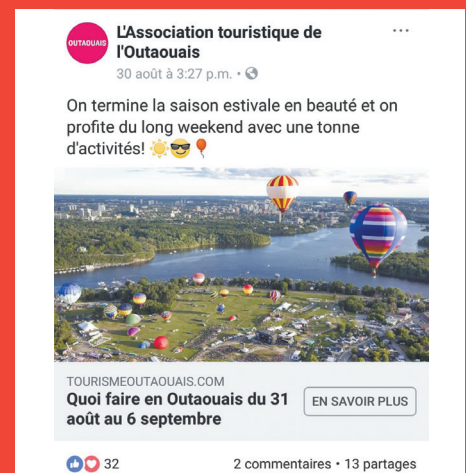 OUTAOUAIS
L'Association touristique de
l'Outaouais
30 août à 3:27 p.m. •
On termine la saison estivale en beauté et on
profite du long weekend avec une tonne
d'activités! ☀️😎🎈
TOURISMEOUTAOUAIS.COM
Quoi faire en Outaouais du 31
août au 6 septembre
EN SAVOIR PLUS
32
2 commentaires • 13 partages